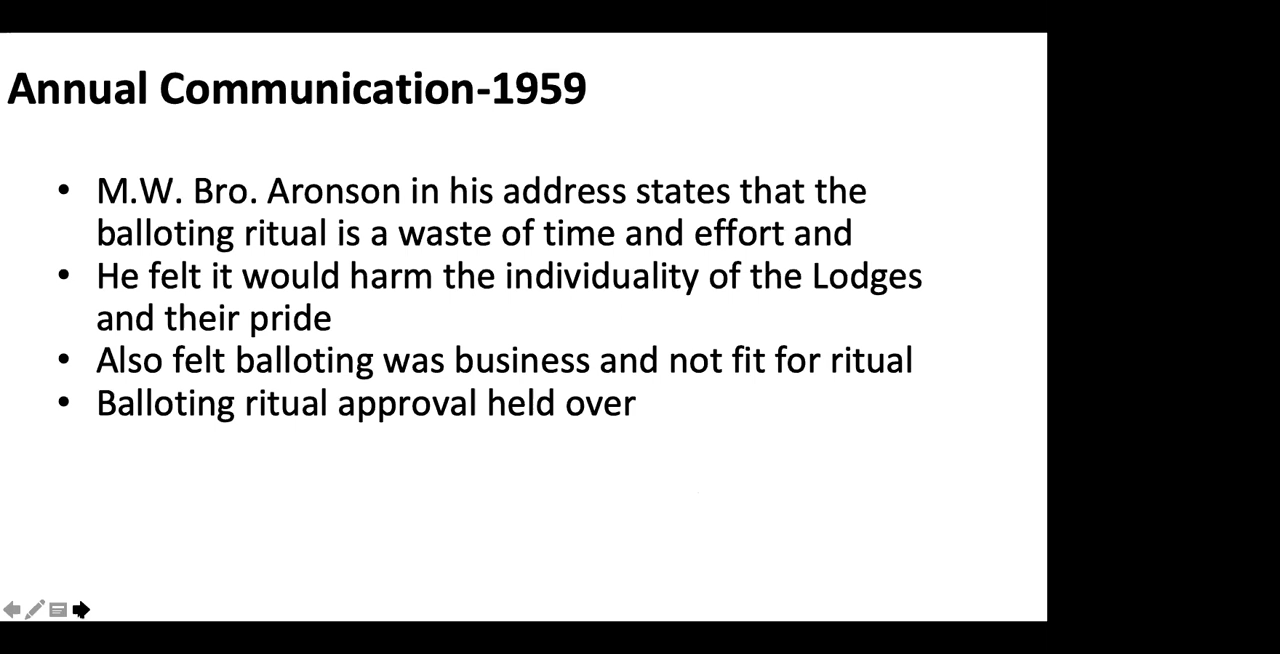 Annual Communication-1959
• M.W. Bro. Aronson in his address states that the
balloting ritual is a waste of time and effort and
• He felt it would harm the individuality of the Lodges
and their pride
• Also felt balloting was business and not fit for ritual
• Balloting ritual approval held over